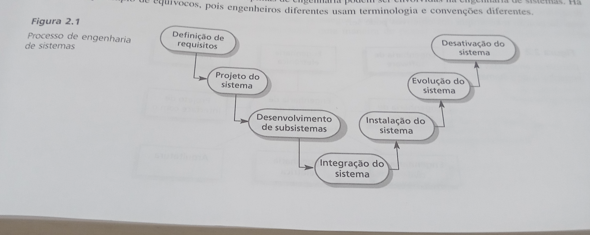 equívocos, pois engenheiros diferentes usam terminologia e convenções diferentes.
Figura 2.1
Processo de engenharia
de sistemas
Definição de
requisitos
Projeto do
sistema
Desenvolvimento
de subsistemas
Integração do
sistema
Instalação do
sistema
Evolução do
sistema
Desativação do
sistema